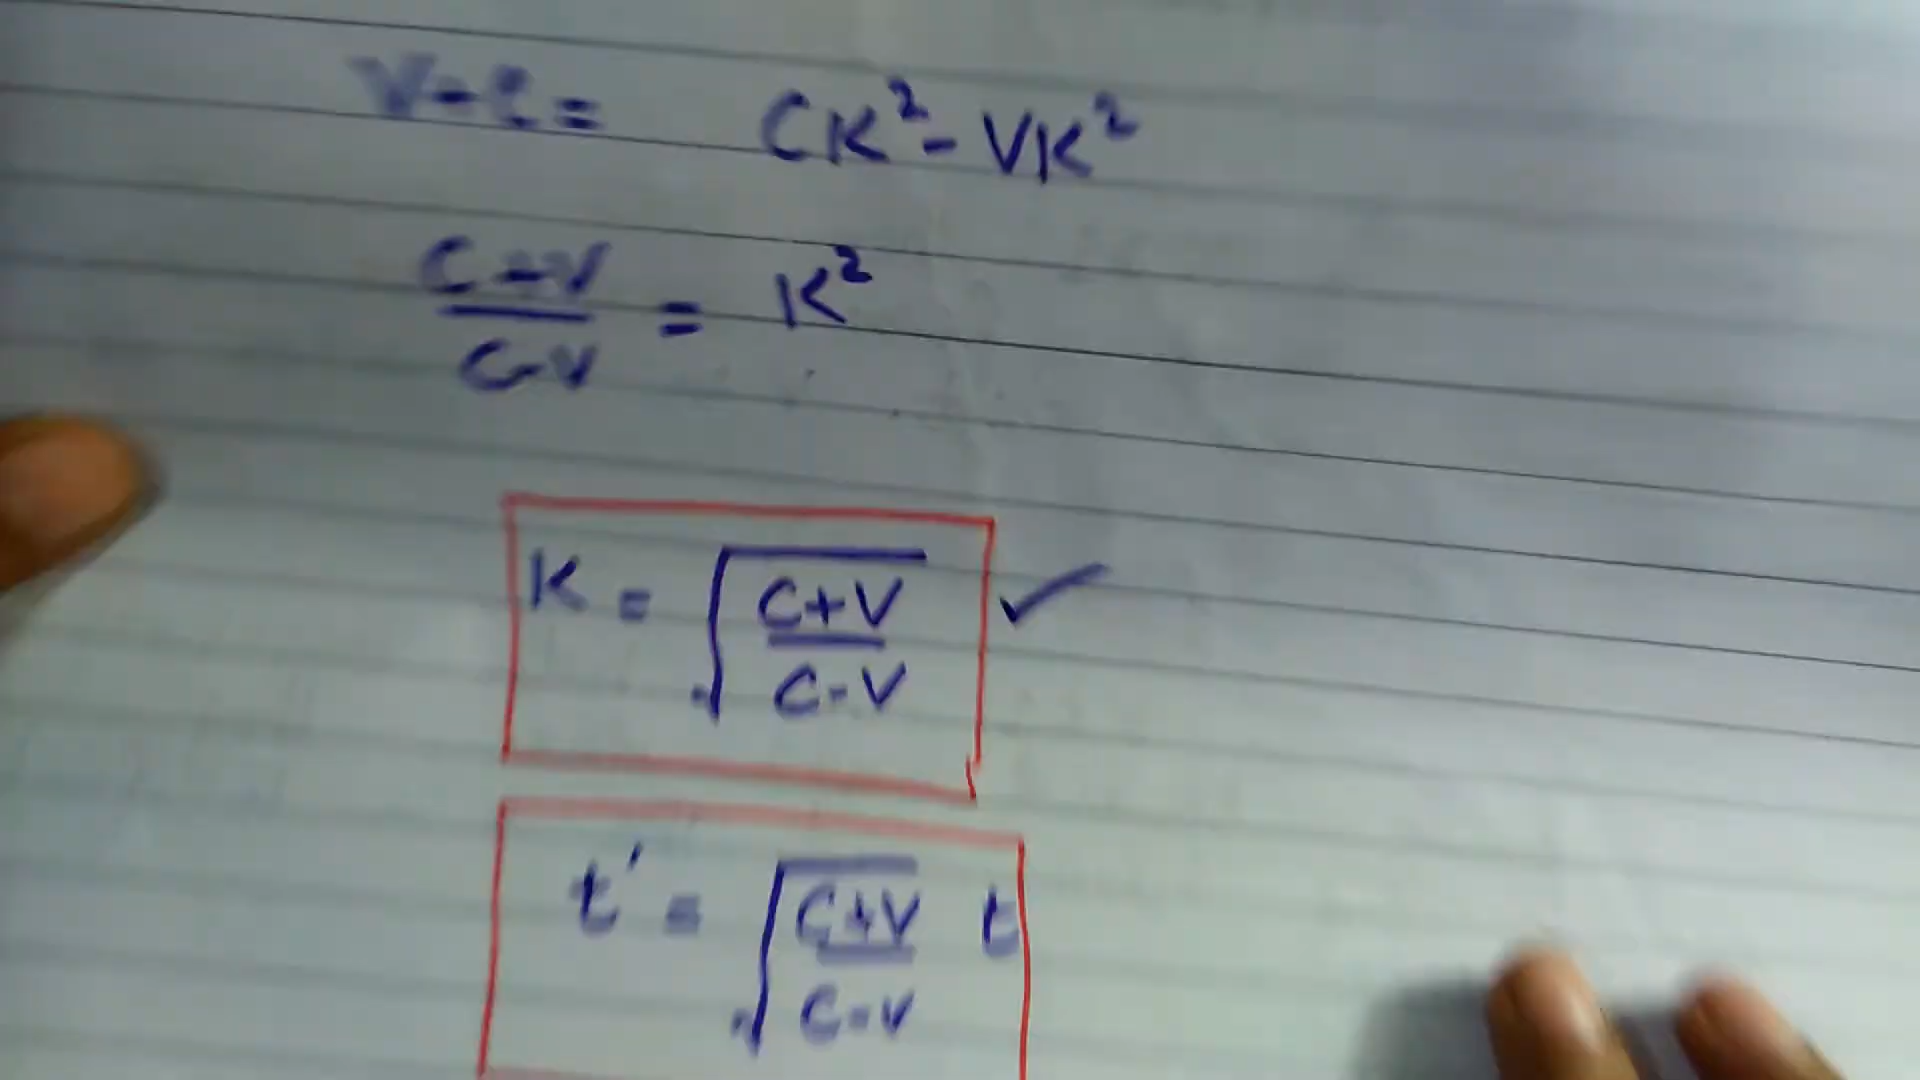 V+C = CK² - VK²
C+V / C-V = K²
K = √(C+V / C-V) ✓
t' = √(C+V / C-V) t